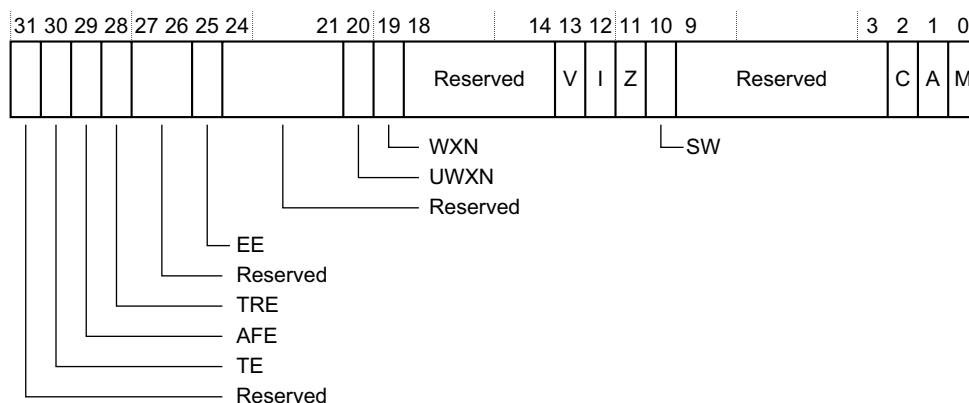 31 30 29 28 27 26 25 24 21 20 19 18 14 13 12 11 10 9 3 2 1 0
Reserved V I Z Reserved C A M
WXN SW
UWXN
Reserved
EE
Reserved
TRE
AFE
TE
Reserved